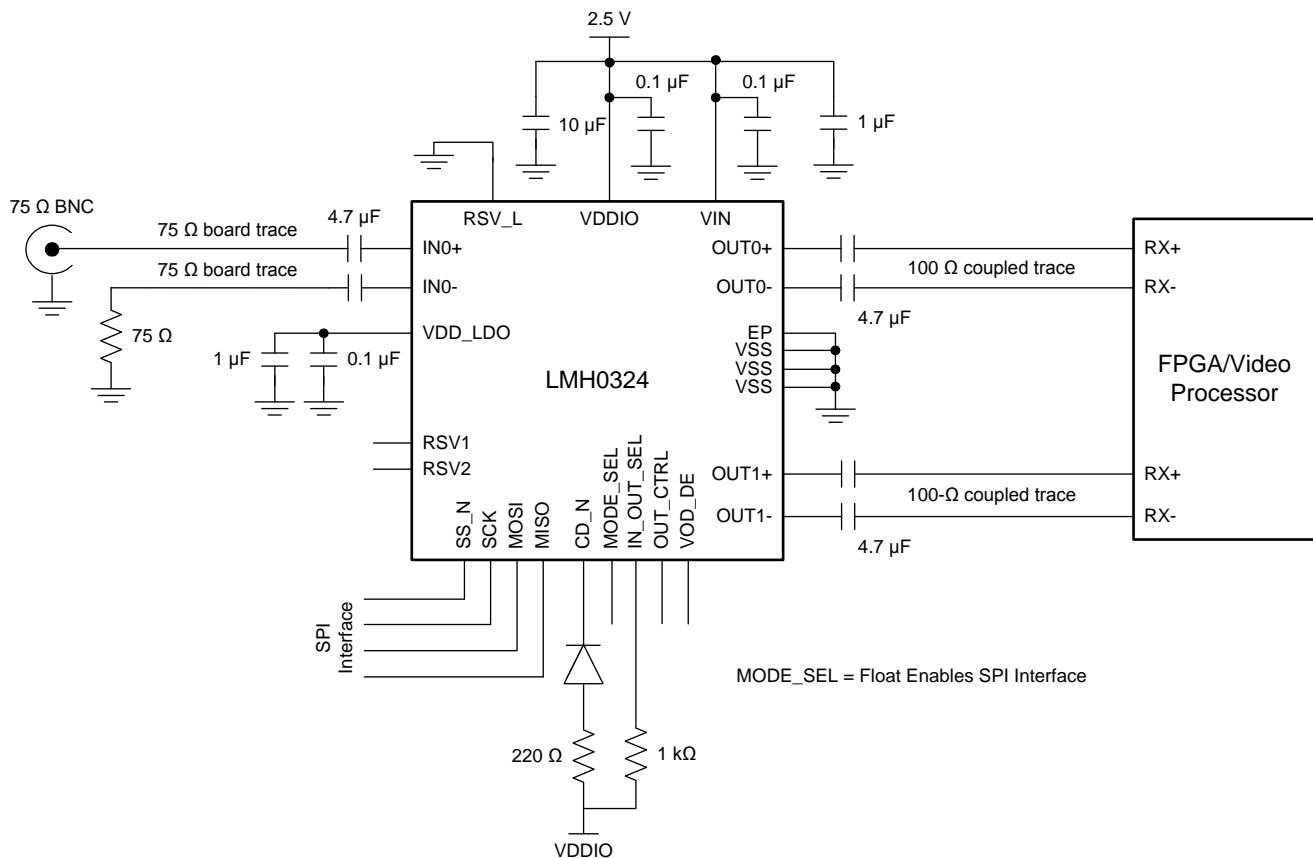 2.5 V
0.1 µF
0.1 µF
10 µF
1 µF
75 Ω BNC
75 Ω board trace
4.7 µF
75 Ω board trace
75 Ω
1 µF
0.1 µF
RSV_L
VDDIO
VIN
IN0+
IN0-
VDD_LDO
LMH0324
RSV1
RSV2
OUT0+
OUT0-
EP
VSS
VSS
VSS
OUT1+
OUT1-
SS_N
SCK
MOSI
MISO
CD_N
MODE_SEL
IN_OUT_SEL
OUT_CTRL
VOD_DE
100 Ω coupled trace
4.7 µF
100-Ω coupled trace
4.7 µF
RX+
RX-
FPGA/Video
Processor
RX+
RX-
SPI
Interface
MODE_SEL = Float Enables SPI Interface
220 Ω
1 kΩ
VDDIO